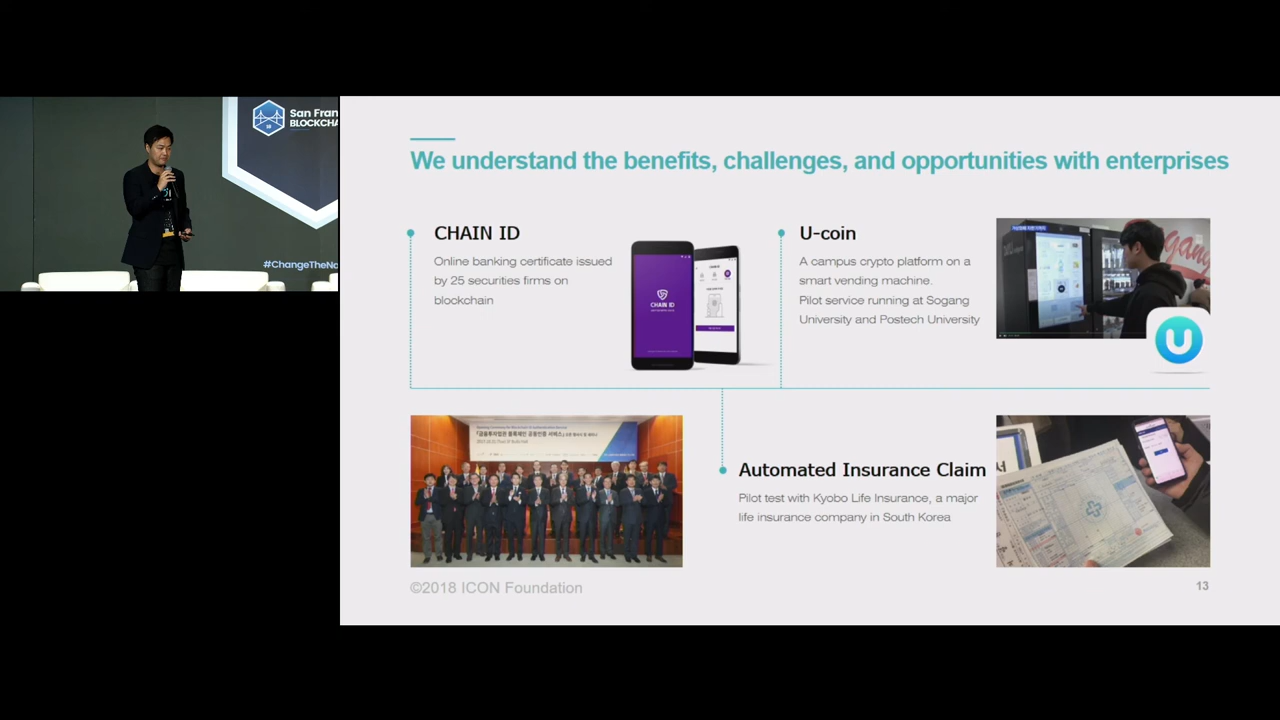 San Fran
BLOCKCHA
#ChangeTheNo
We understand the benefits, challenges, and opportunities with enterprises
CHAIN ID
Online banking certificate issued
by 25 securities firms on
blockchain
CHAIN ID
U-coin
A campus crypto platform on a
smart vending machine.
Pilot service running at Sogang
University and Postech University
U
Automated Insurance Claim
Pilot test with Kyobo Life Insurance, a major
life insurance company in South Korea
©2018 ICON Foundation
13